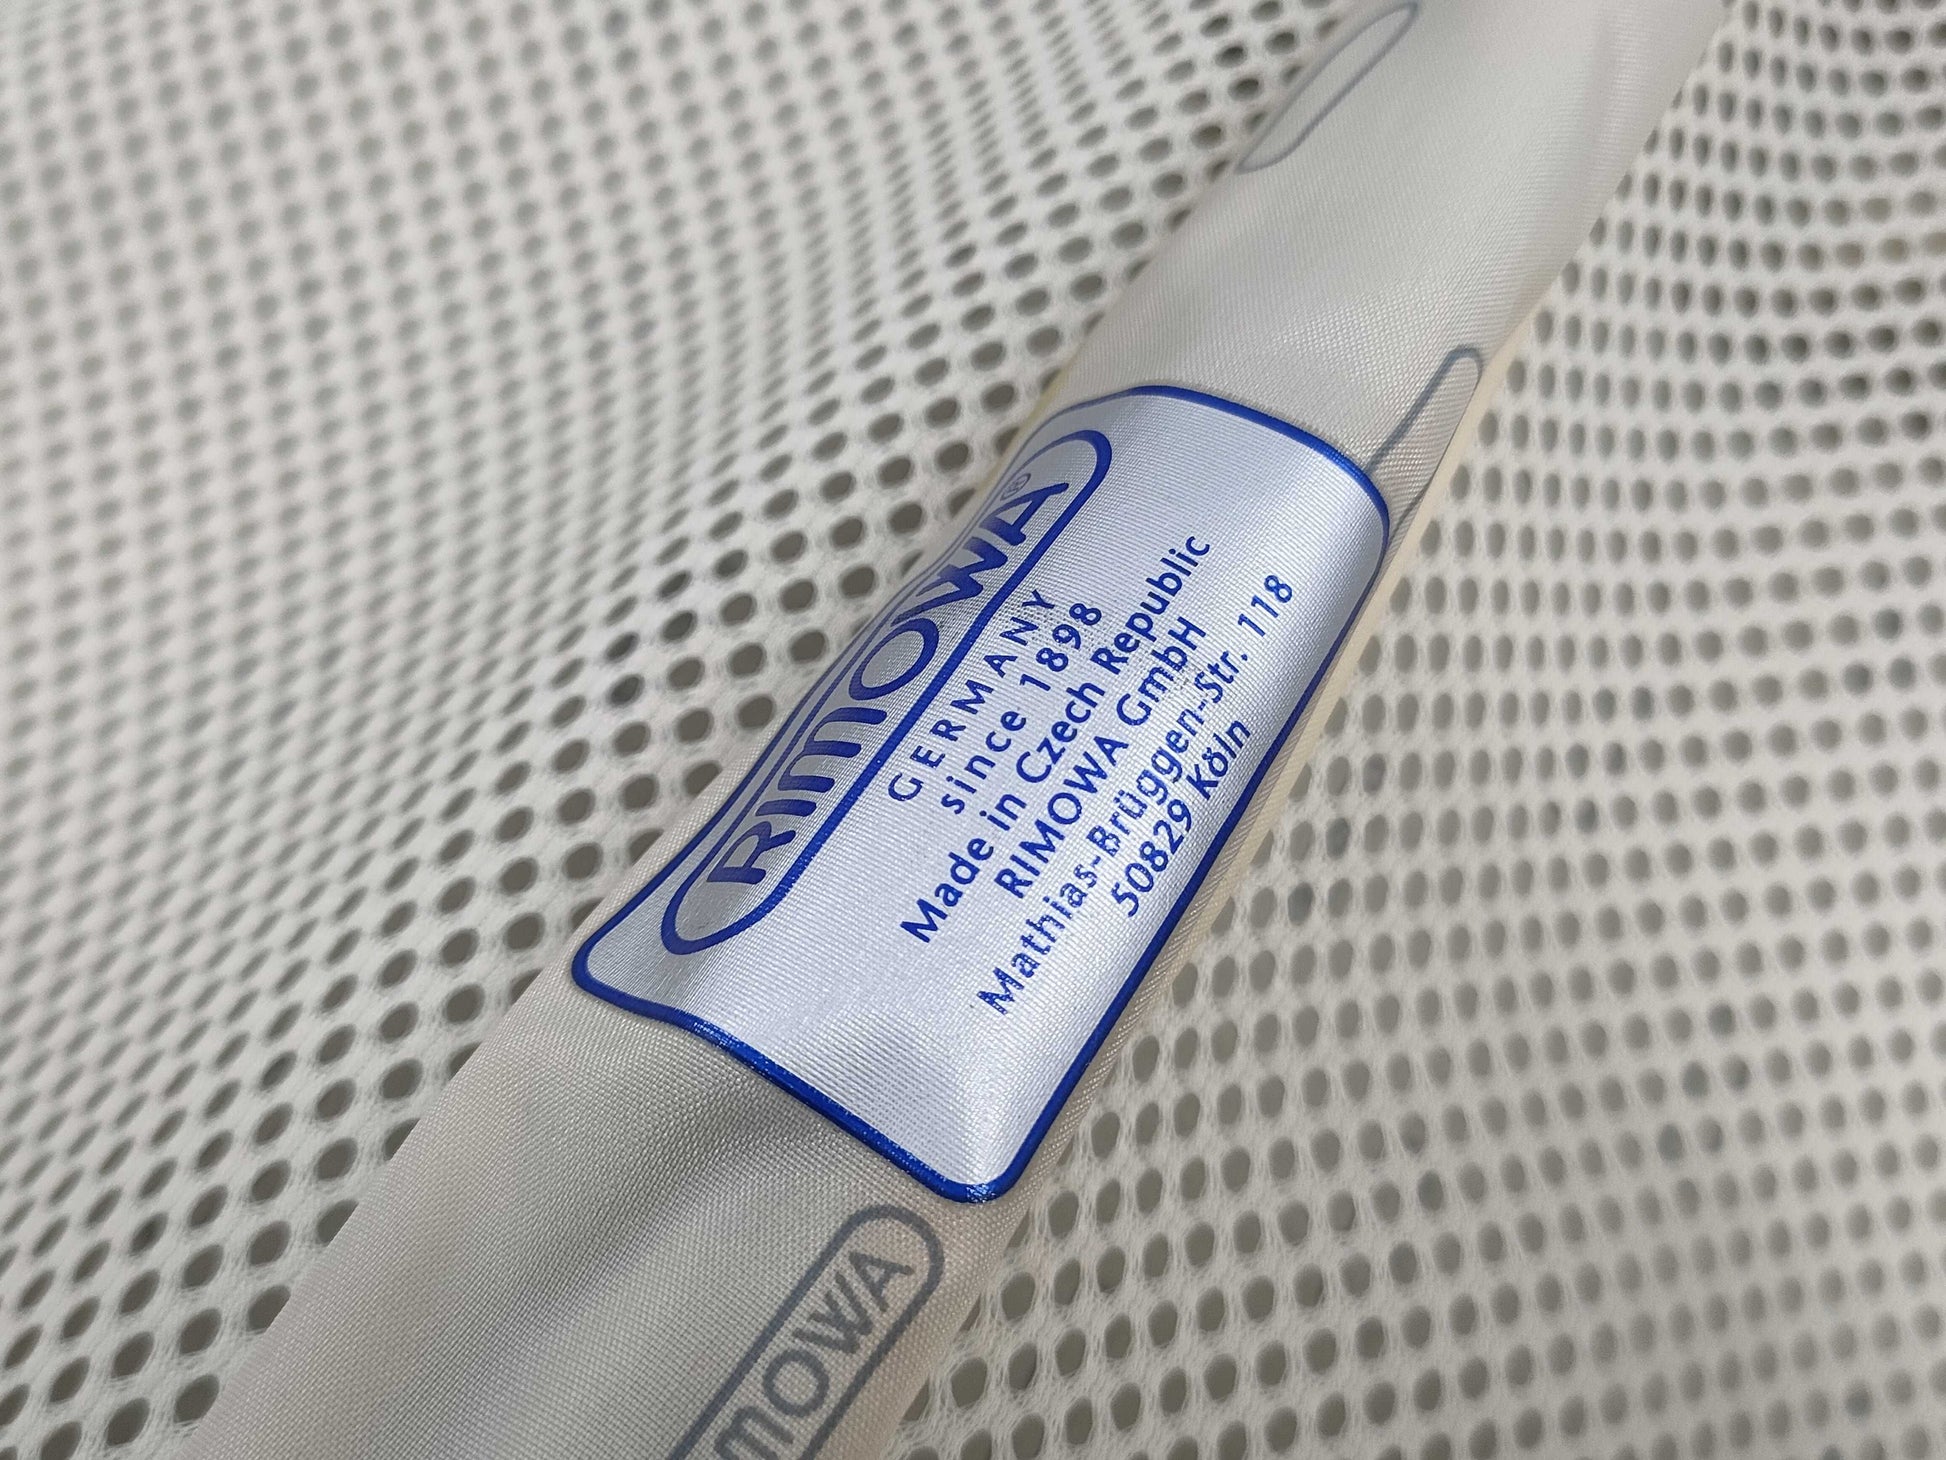 RIMOWA®
GERMANY
since 1898
Made in Czech Republic
RIMOWA GmbH
Mathias-Brüggen-Str. 118
50829 Köln
MOWA